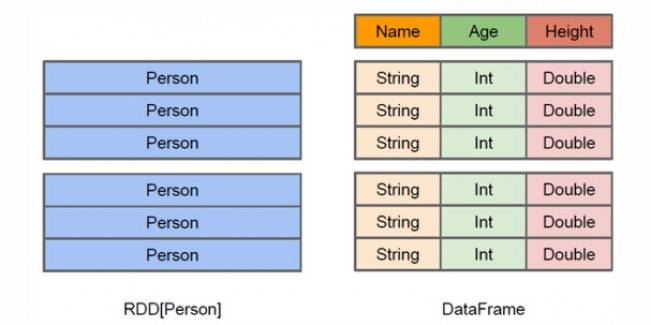 Name Age Height
Person String Int Double
Person String Int Double
Person String Int Double
Person String Int Double
Person String Int Double
Person String Int Double
RDD[Person] DataFrame